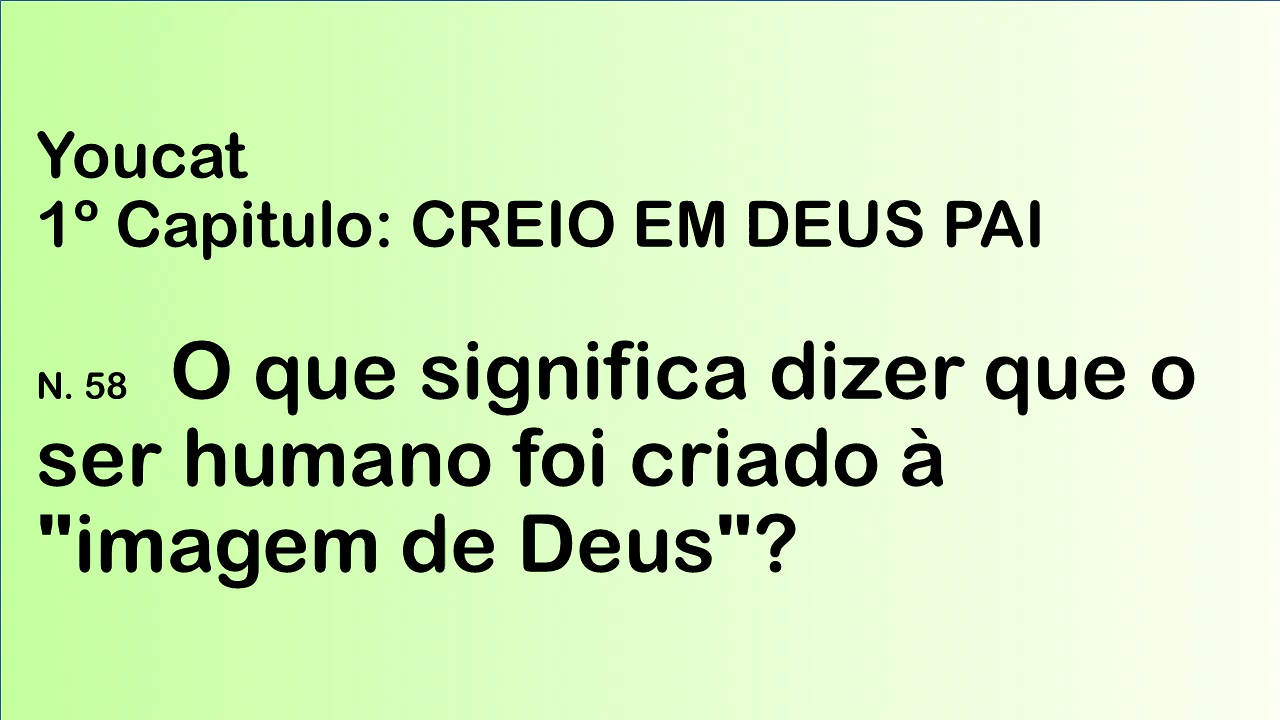 Youcat
1º Capitulo: CREIO EM DEUS PAI
N. 58 O que significa dizer que o
ser humano foi criado à
"imagem de Deus"?